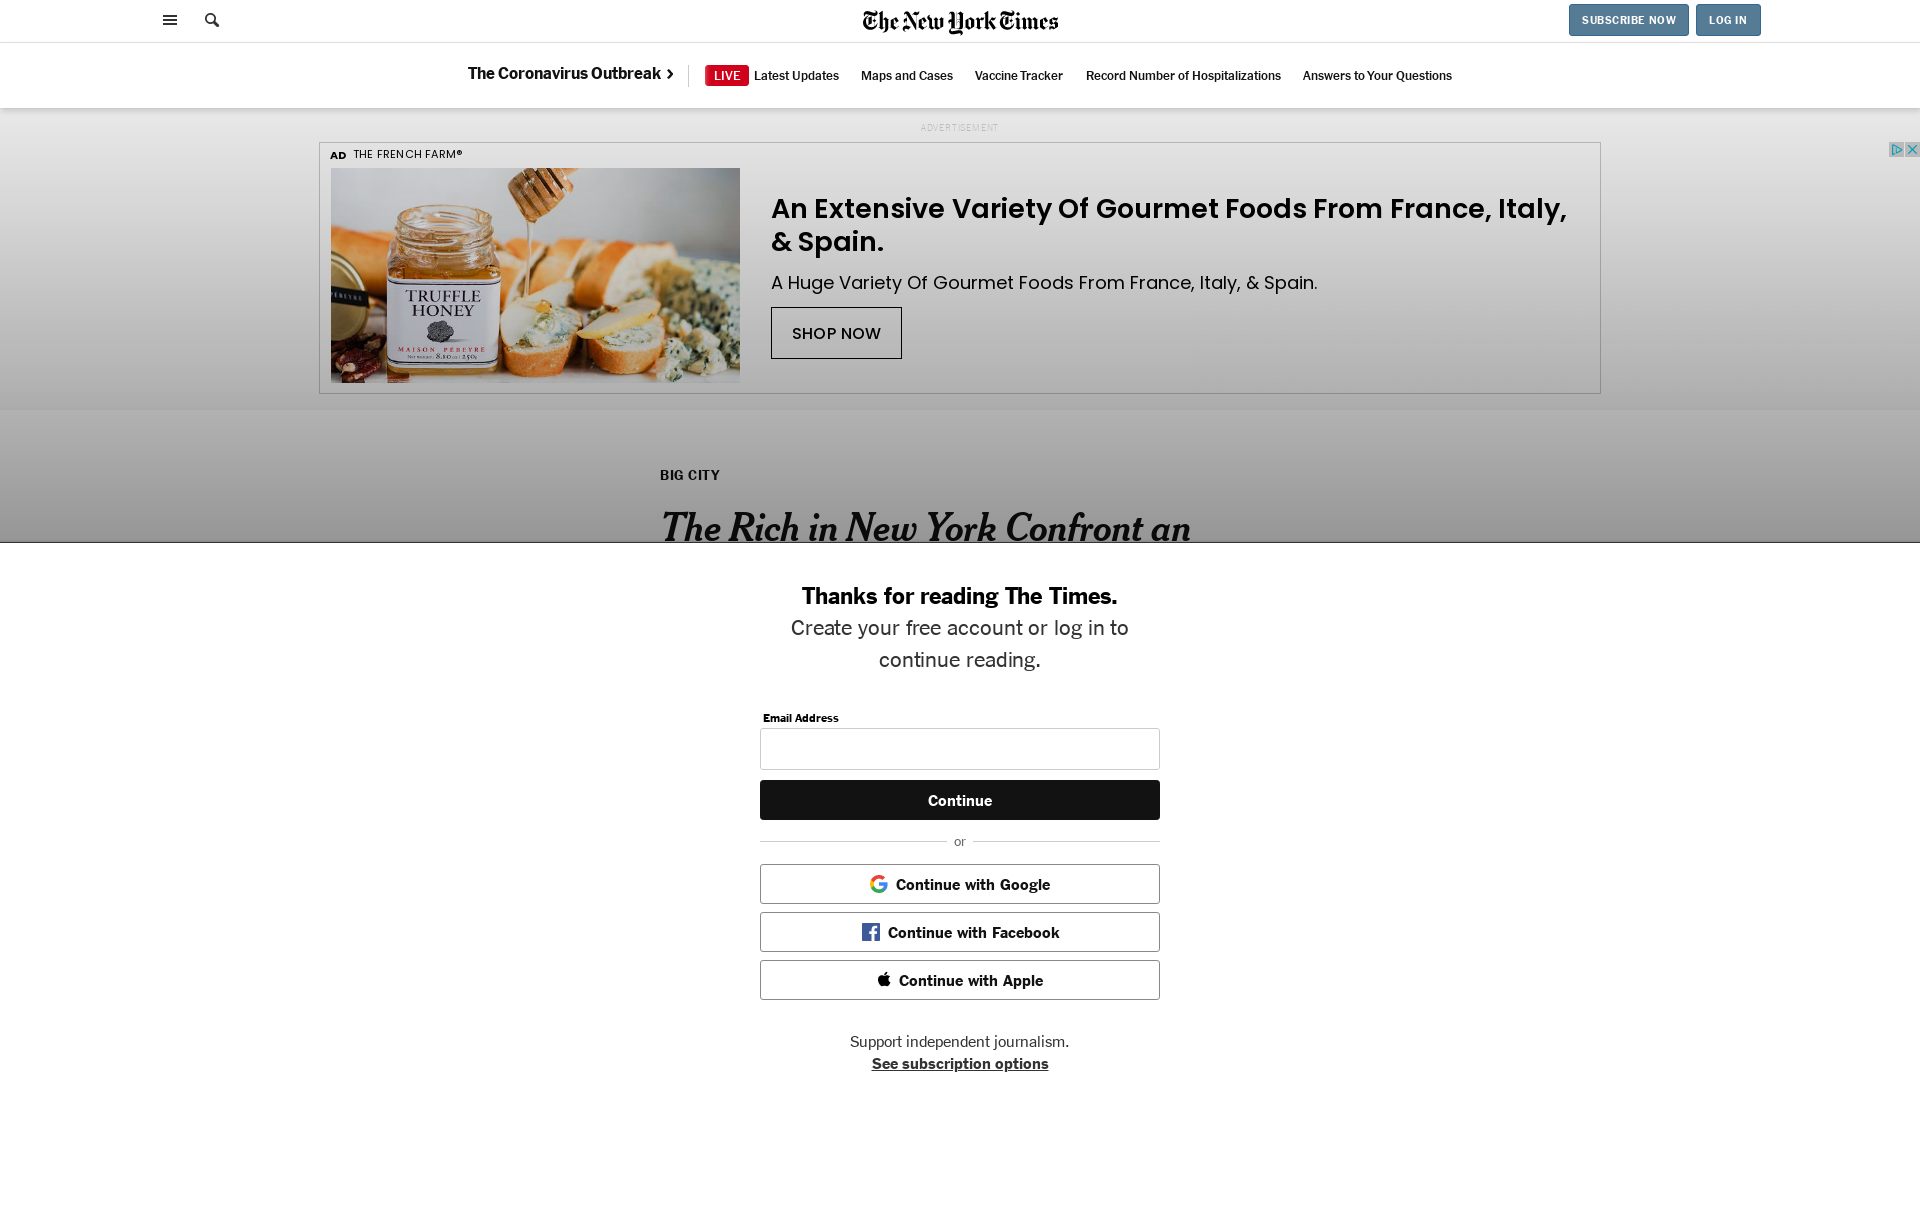 The New York Times
SUBSCRIBE NOW
LOG IN
The Coronavirus Outbreak
LIVE Latest Updates
Maps and Cases
Vaccine Tracker
Record Number of Hospitalizations
Answers to Your Questions
ADVERTISEMENT
AD THE FRENCH FARM®
An Extensive Variety Of Gourmet Foods From France, Italy,
& Spain.
A Huge Variety Of Gourmet Foods From France, Italy, & Spain.
SHOP NOW
TRUFFLE
HONEY
MAISON PÉBEYRE
BIG CITY
The Rich in New York Confront an
Thanks for reading The Times.
Create your free account or log in to
continue reading.
Email Address
Continue
or
Continue with Google
Continue with Facebook
Continue with Apple
Support independent journalism.
See subscription options